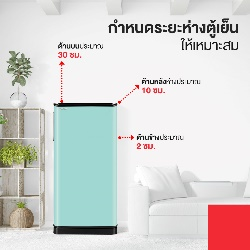 กำหนดระยะห่างตู้เย็น
ให้เหมาะสม
ด้านบนประมาณ
30 ซม.
ด้านหลังห่างประมาณ
10 ซม.
ด้านข้างประมาณ
2 ซม.